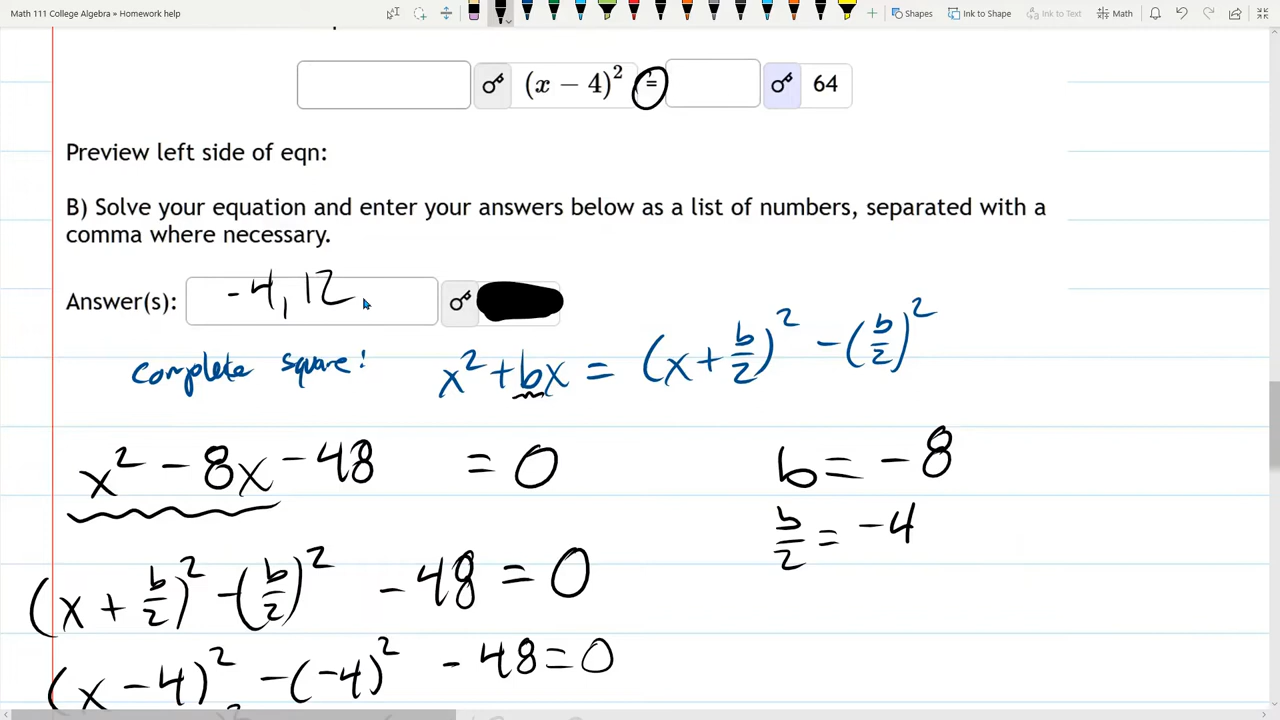 Math 111 College Algebra » Homework help
Shapes Ink to Shape Ink to Text Math
(x − 4)² = 64
Preview left side of eqn:
B) Solve your equation and enter your answers below as a list of numbers, separated with a
comma where necessary.
Answer(s): -4, 12
complete square! x² + bx = (x + b/2)² - (b/2)²
x² - 8x - 48 = 0 b = -8
b/2 = -4
(x + b/2)² - (b/2)² - 48 = 0
(x - 4)² - (-4)² - 48 = 0